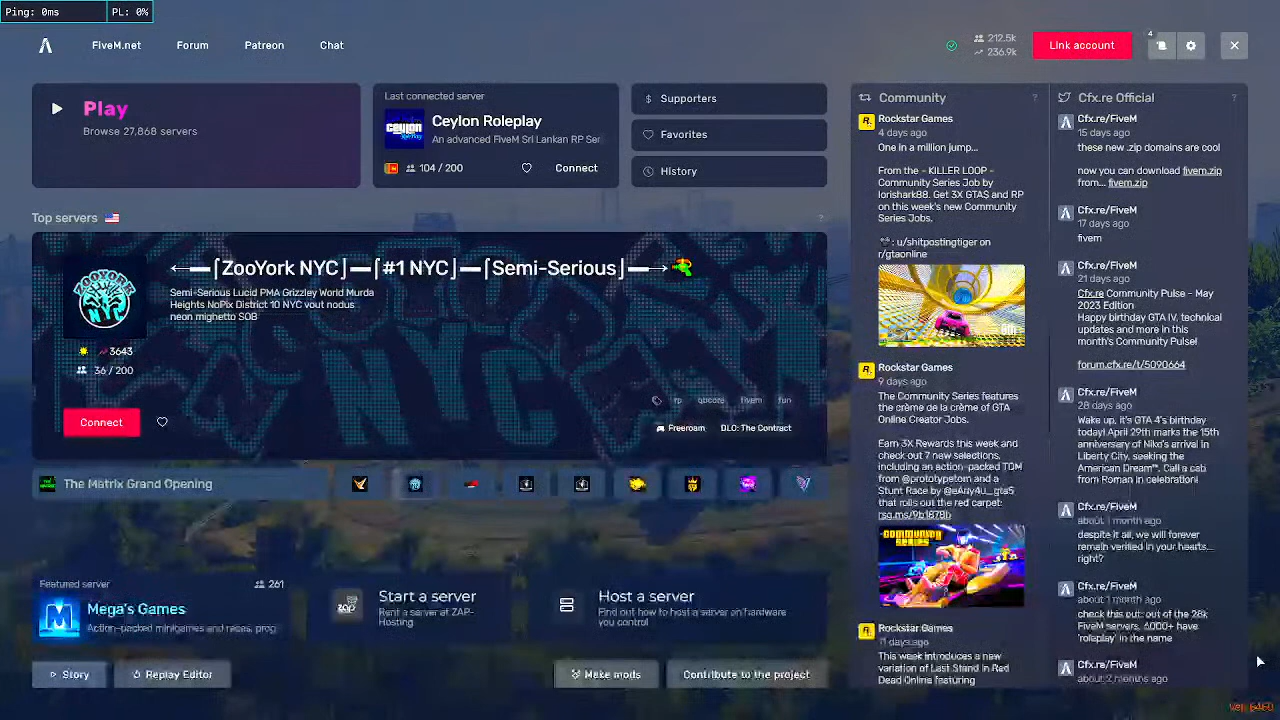 Ping: 0ms
PL: 0%
FiveM.net
Forum
Patreon
Chat
212.5k
236.9k
Link account
4
Play
Browse 27,868 servers
Last connected server
Ceylon Roleplay
An advanced FiveM Sri Lankan RP Ser
104 / 200
Connect
Supporters
Favorites
History
Top servers
?
ZooYork NYC
#1 NYC
Semi-Serious
Semi-Serious Lucid PMA Grizzley World Murda
Heights NoPix District 10 NYC vout nodus
neon mighetto SOB
3643
36 / 200
Connect
rp
qbcore
fivem
fun
Freeroam
DLC: The Contract
The Matrix Grand Opening
Featured server
261
Mega's Games
Action-packed minigames and races, prog
Start a server
Rent a server at ZAP-
Hosting
Host a server
Find out how to host a server on hardware
you control
Story
Replay Editor
Make mods
Contribute to the project
Community
?
Rockstar Games
4 days ago
One in a million jump...
From the - KILLER LOOP -
Community Series Job by
lorishark88. Get 3X GTA$ and RP
on this week's new Community
Series Jobs.
: u/shitpostingtiger on
r/gtaonline
Rockstar Games
9 days ago
The Community Series features
the crème de la crème of GTA
Online Creator Jobs.
Earn 3X Rewards this week and
check out 7 new selections,
including an action-packed TDM
from @prototypetom and a
Stunt Race by @eAny4u_gta5
that rolls out the red carpet:
COMMUNITY
SERIES
Rockstar Games
11 days ago
This week introduces a new
variation of Last Stand in Red
Dead Online featuring
Cfx.re Official
?
Cfx.re/FiveM
15 days ago
these new .zip domains are cool
now you can download fivem.zip
from... fivem.zip
Cfx.re/FiveM
17 days ago
fivem
Cfx.re/FiveM
21 days ago
Cfx.re Community Pulse - May
2023 Edition
Happy birthday GTA IV, technical
updates and more in this
month's Community Pulse!
forum.cfx.re/t/5090664
Cfx.re/FiveM
28 days ago
Wake up, it's GTA 4's birthday
today! April 29th marks the 15th
anniversary of Niko's arrival in
Liberty City, seeking the
American Dream™. Call a cab
from Roman in celebration!
Cfx.re/FiveM
about 1 month ago
despite it all, we will forever
remain verified in your hearts...
right?
Cfx.re/FiveM
about 1 month ago
check this out: out of the 28k
FiveM servers, 6000+ have
'roleplay' in the name
Cfx.re/FiveM
about 2 months ago